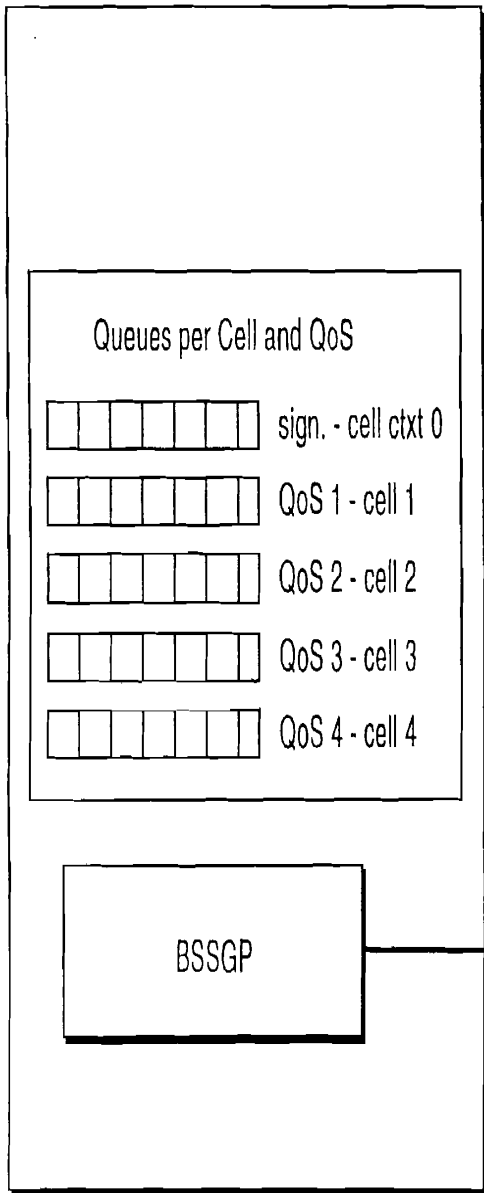 Queues per Cell and QoS
sign. - cell ctxt 0
QoS 1 - cell 1
QoS 2 - cell 2
QoS 3 - cell 3
QoS 4 - cell 4
BSSGP